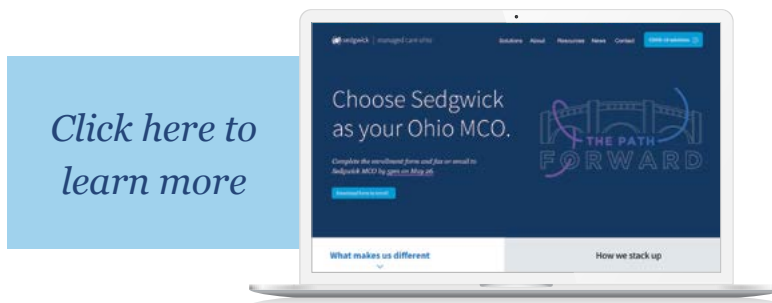 Click here to
learn more
sedgwick | managed care ohio
Solutions About Resources News Contact
Choose Sedgwick
as your Ohio MCO.
Complete the enrollment form and fax or email to
Sedgwick MCO by 5pm on May 26.
THE PATH
FORWARD
What makes us different
How we stack up